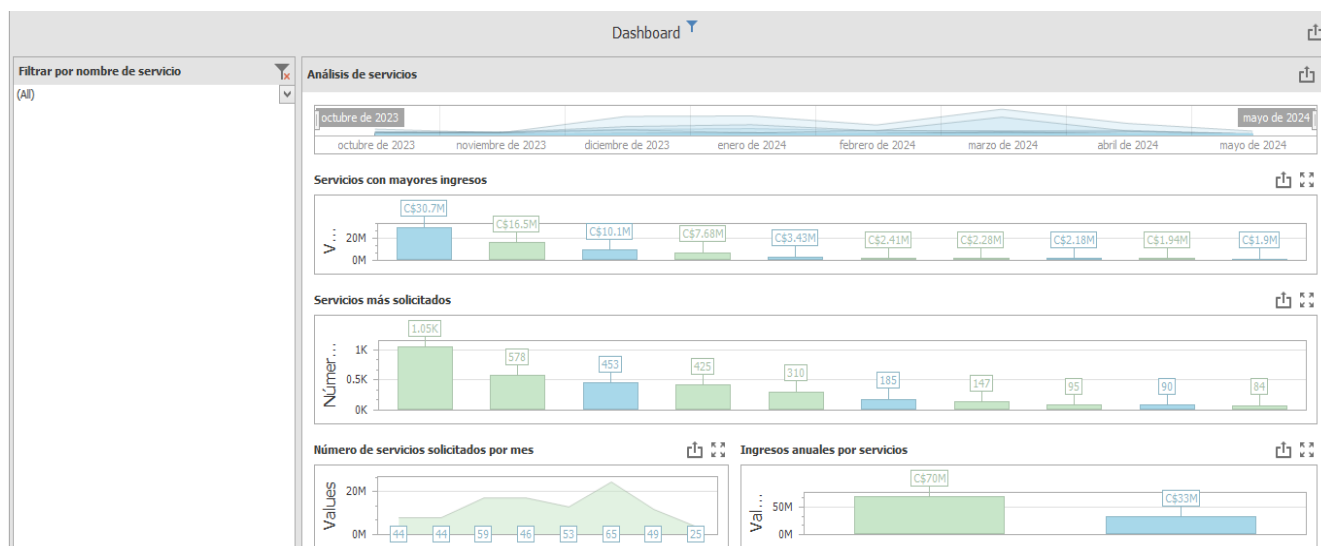 Dashboard
Filtrar por nombre de servicio
(All)
Análisis de servicios
octubre de 2023
mayo de 2024
octubre de 2023 noviembre de 2023 diciembre de 2023 enero de 2024 febrero de 2024 marzo de 2024 abril de 2024 mayo de 2024
Servicios con mayores ingresos
V...
20M
0M
C$30.7M C$16.5M C$10.1M C$7.68M C$3.43M C$2.41M C$2.28M C$2.18M C$1.94M C$1.9M
Servicios más solicitados
Númer...
1K
0.5K
0K
1.05K 578 453 425 310 185 147 95 90 84
Número de servicios solicitados por mes
Values
20M
0M
44 44 59 46 53 65 49 25
Ingresos anuales por servicios
Val...
50M
0M
C$70M C$33M